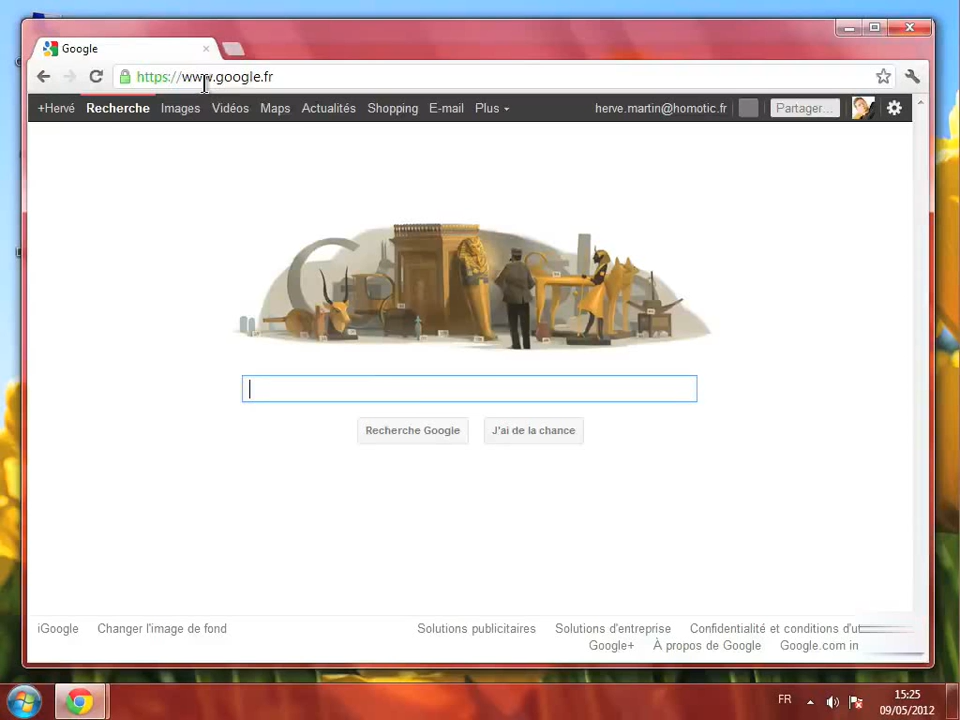 Google
https://www.google.fr
+Hervé Recherche Images Vidéos Maps Actualités Shopping E-mail Plus herve.martin@homotic.fr Partager...
Recherche Google J'ai de la chance
iGoogle Changer l'image de fond Solutions publicitaires Solutions d'entreprise Confidentialité et conditions d'ut
Google+ À propos de Google Google.com in
FR 15:25
09/05/2012